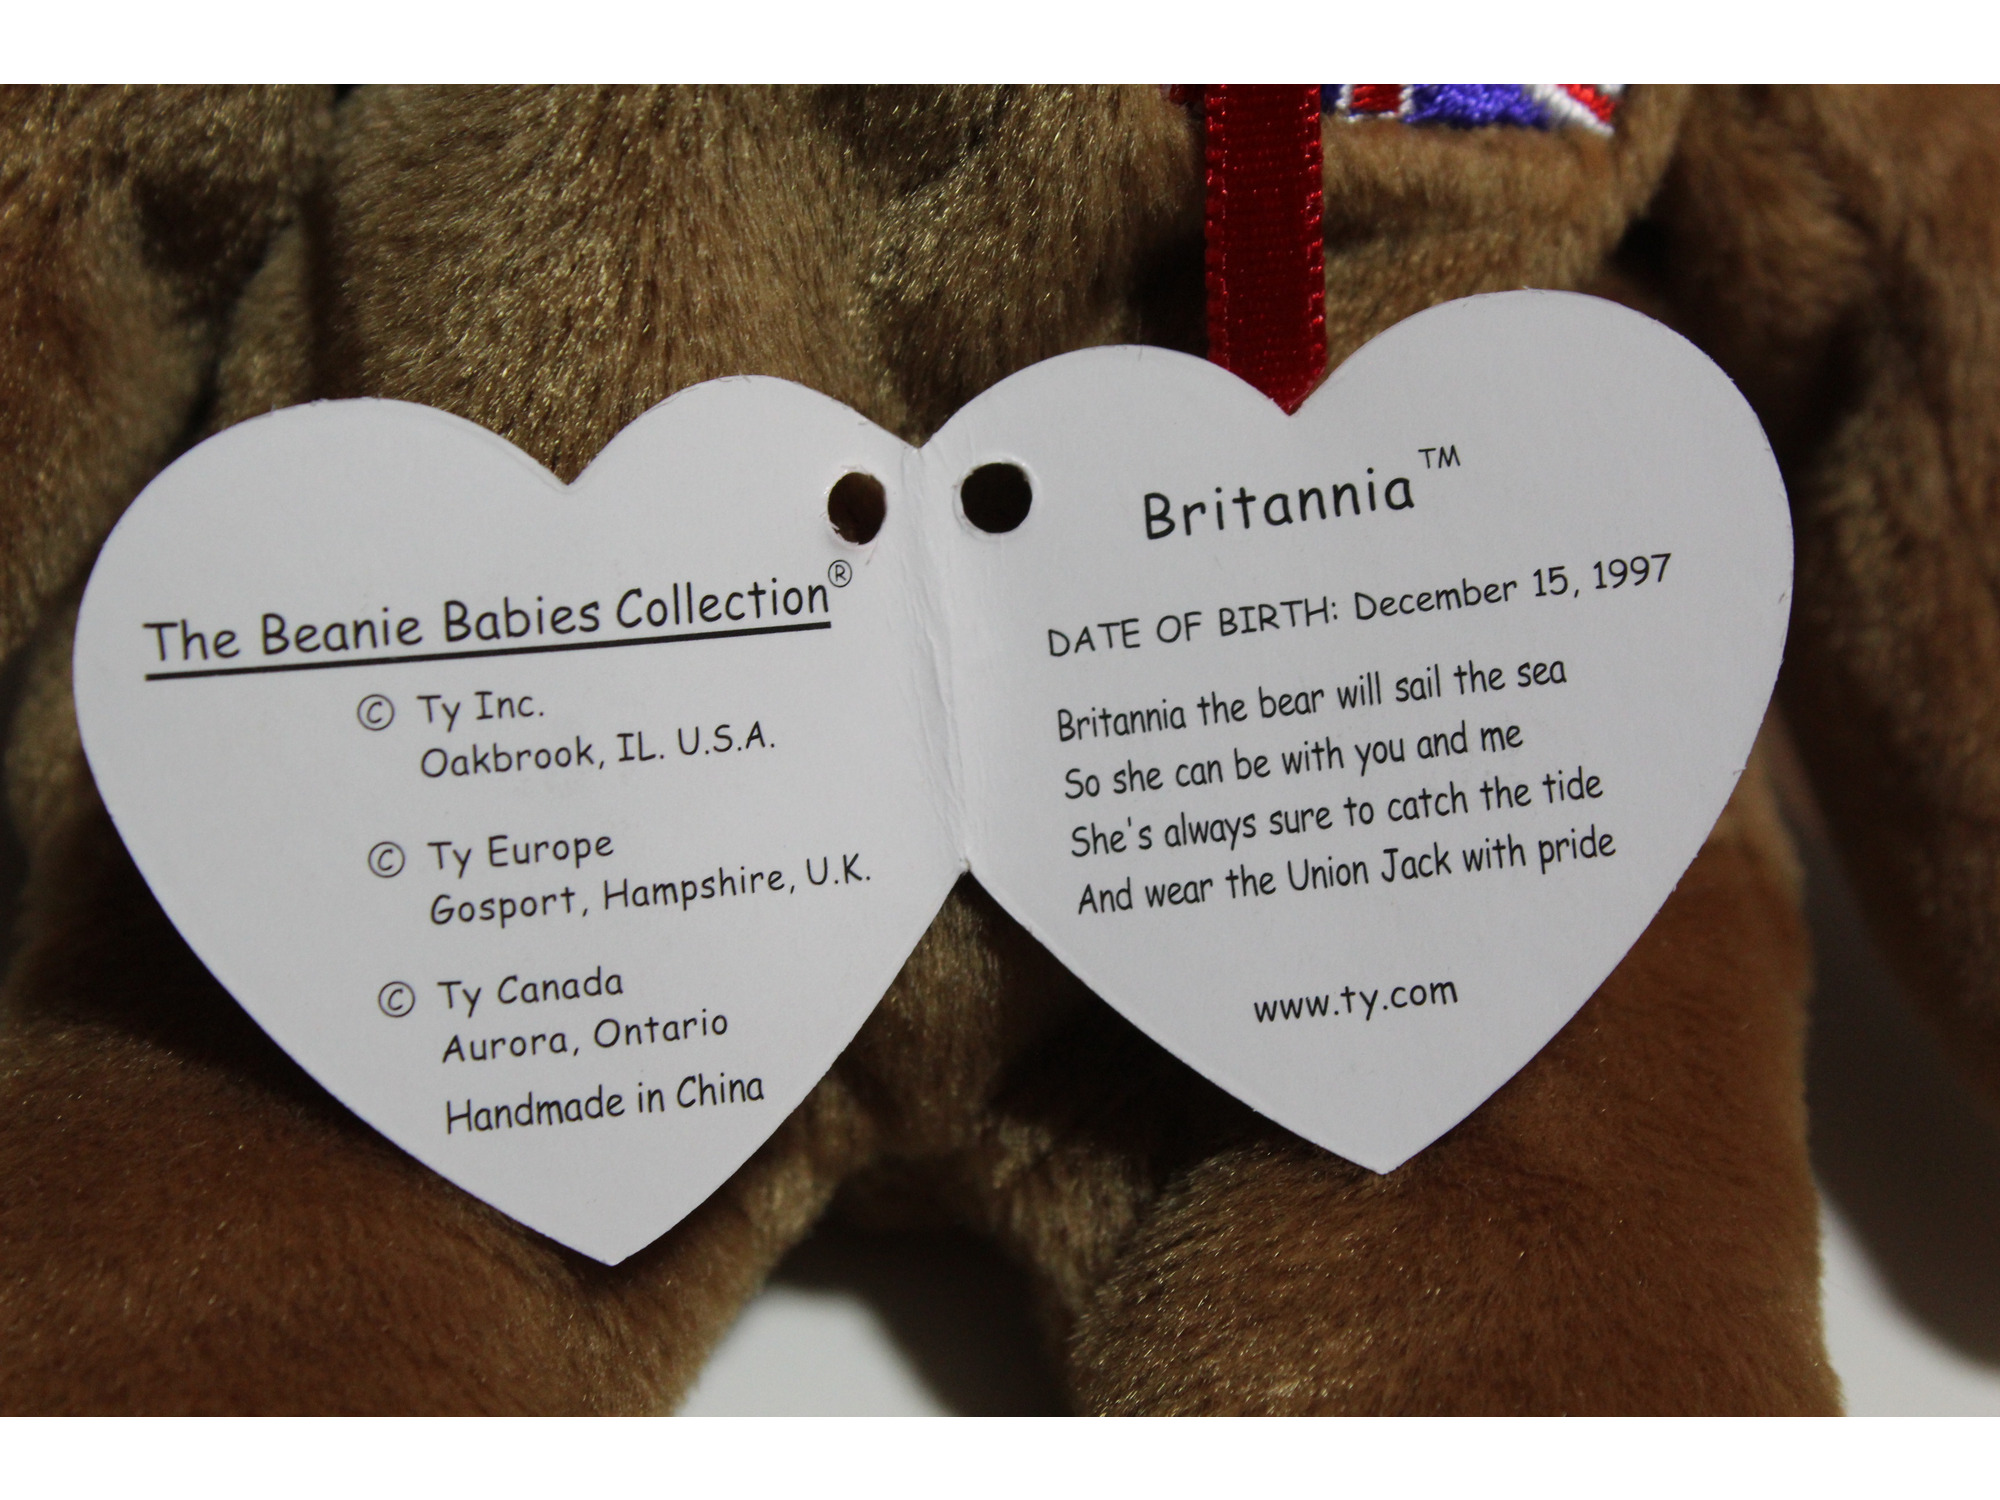 The Beanie Babies Collection®
© Ty Inc.
Oakbrook, IL. U.S.A.
© Ty Europe
Gosport, Hampshire, U.K.
© Ty Canada
Aurora, Ontario
Handmade in China
Britannia™
DATE OF BIRTH: December 15, 1997
Britannia the bear will sail the sea
So she can be with you and me
She's always sure to catch the tide
And wear the Union Jack with pride
www.ty.com